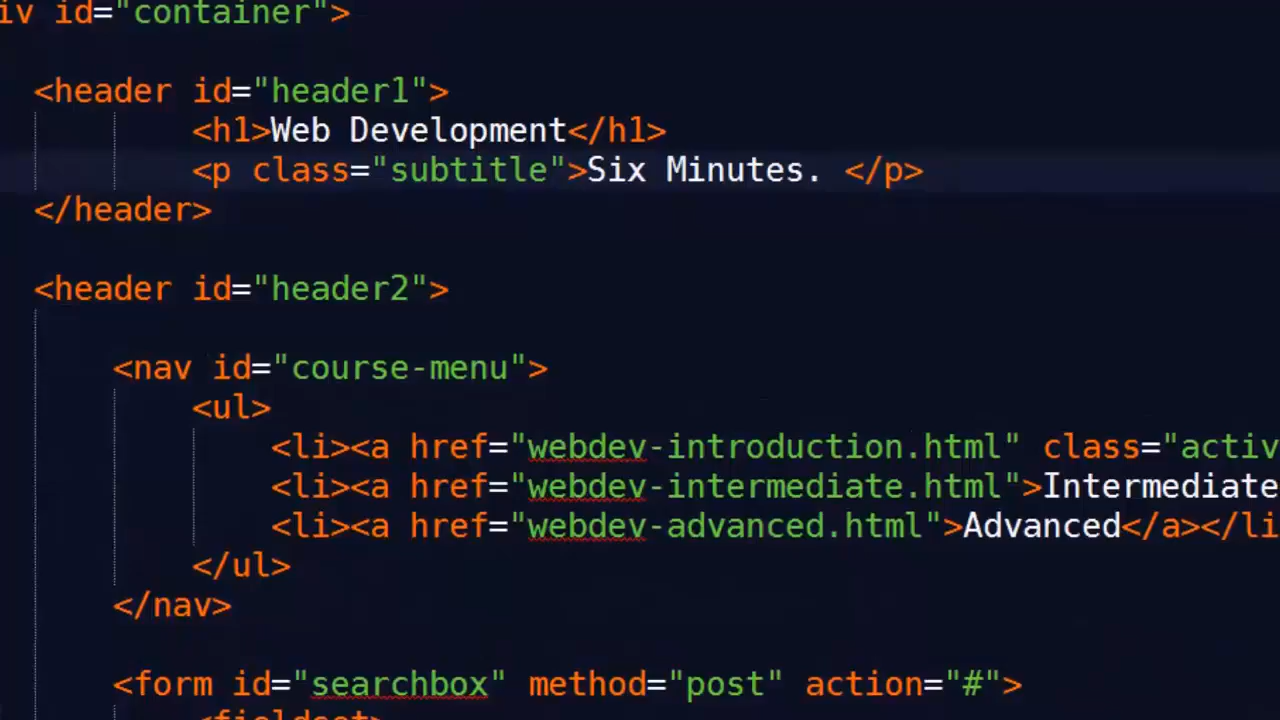 iv id="container">
<header id="header1">
<h1>Web Development</h1>
<p class="subtitle">Six Minutes. </p>
</header>
<header id="header2">
<nav id="course-menu">
<ul>
<li><a href="webdev-introduction.html" class="activ
<li><a href="webdev-intermediate.html">Intermediate
<li><a href="webdev-advanced.html">Advanced</a></li
</ul>
</nav>
<form id="searchbox" method="post" action="#">
<fieldset>